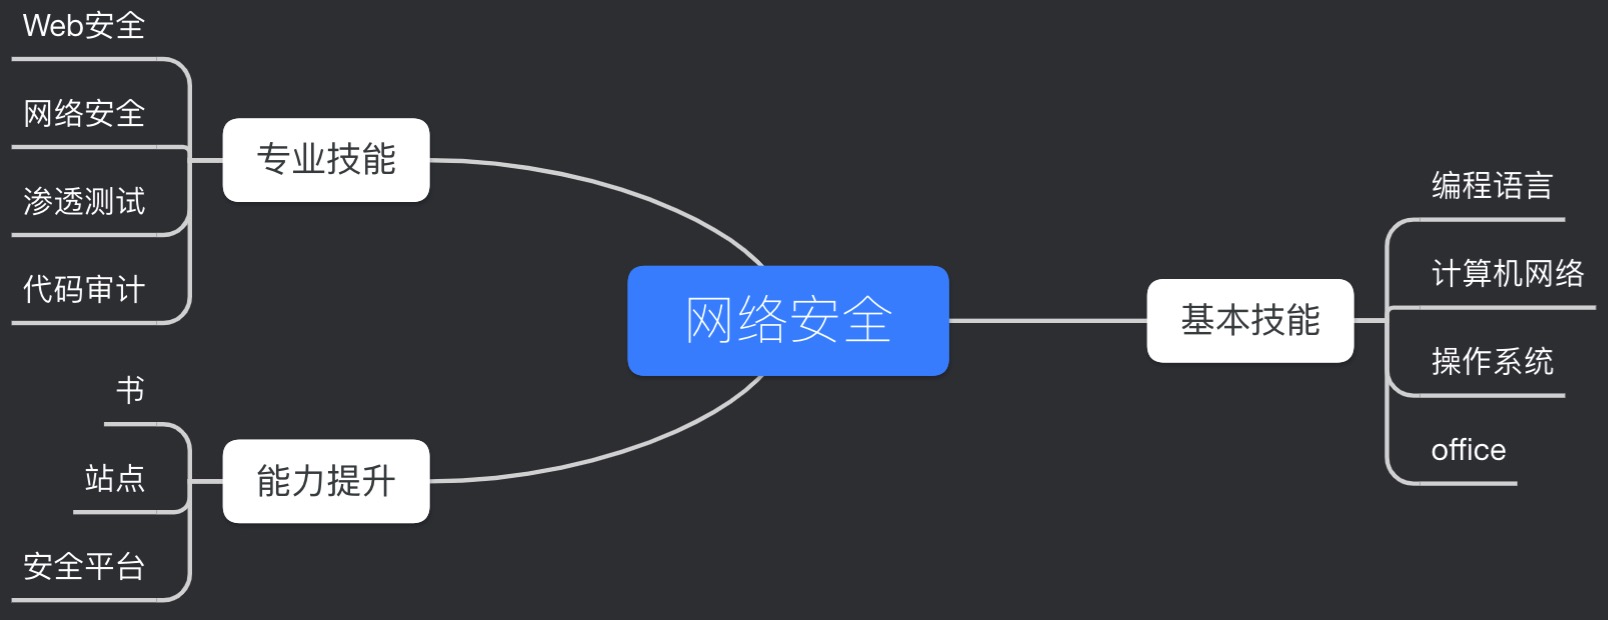 Web安全
网络安全
渗透测试
代码审计
专业技能
书
站点
安全平台
能力提升
网络安全
基本技能
编程语言
计算机网络
操作系统
office